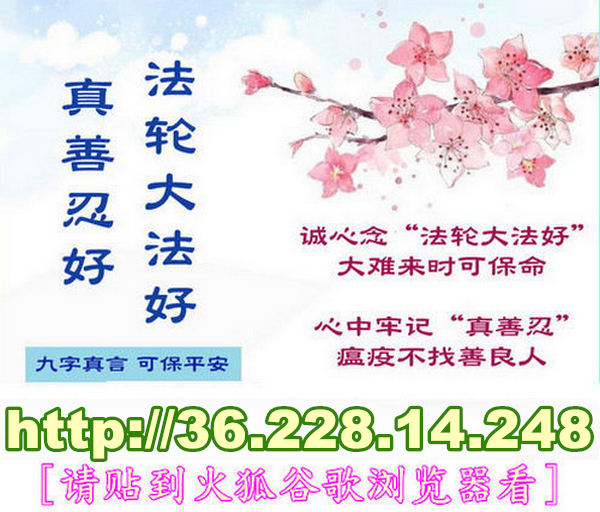 法轮大法好
真善忍好
九字真言 可保平安
诚心念“法轮大法好”
大难来时可保命
心中牢记“真善忍”
瘟疫不找善良人
http://36.228.14.248
[请贴到火狐谷歌浏览器看]